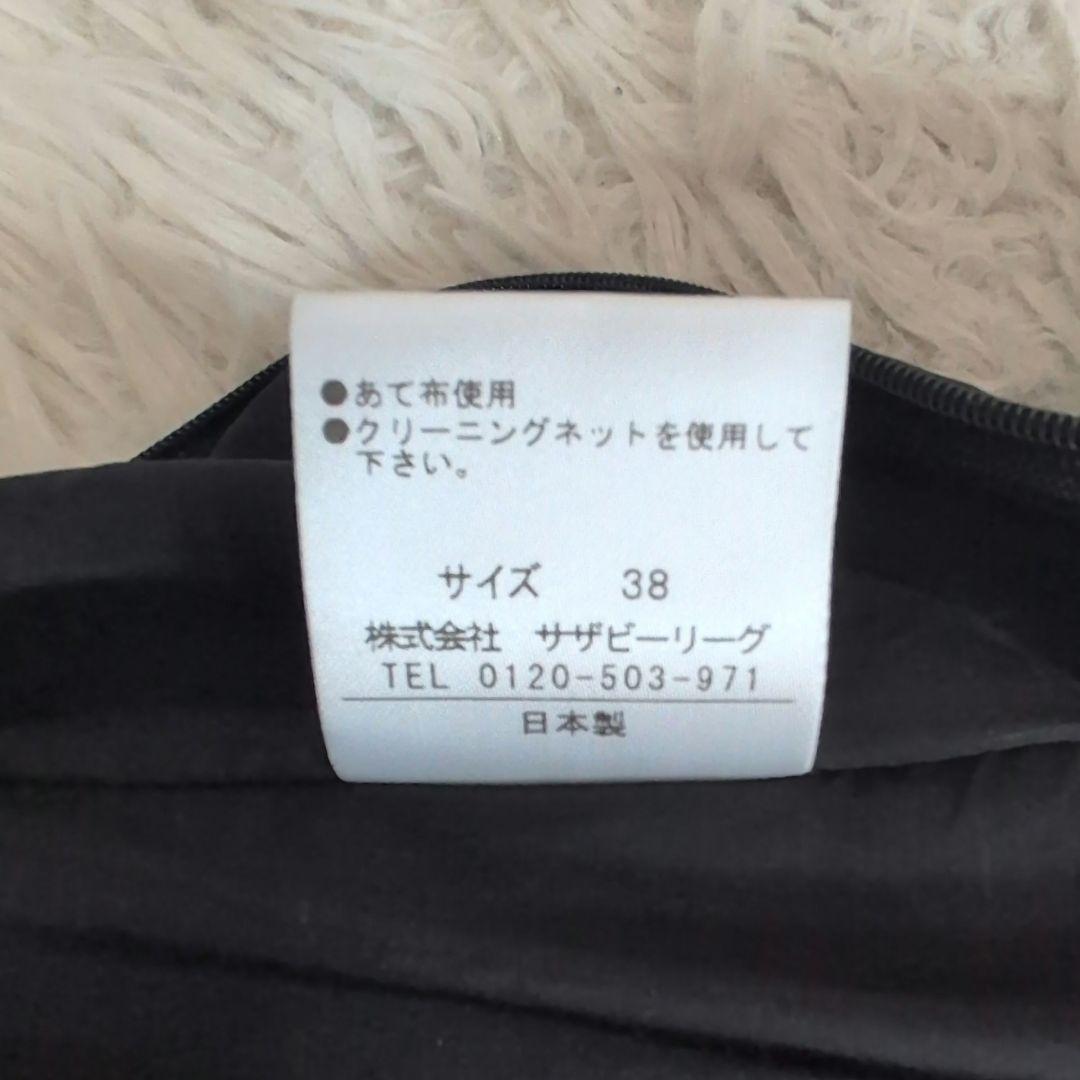 ●あて布使用
●クリーニングネットを使用して
下さい。
サイズ 38
株式会社 サザビーリーグ
TEL 0120-503-971
日本製